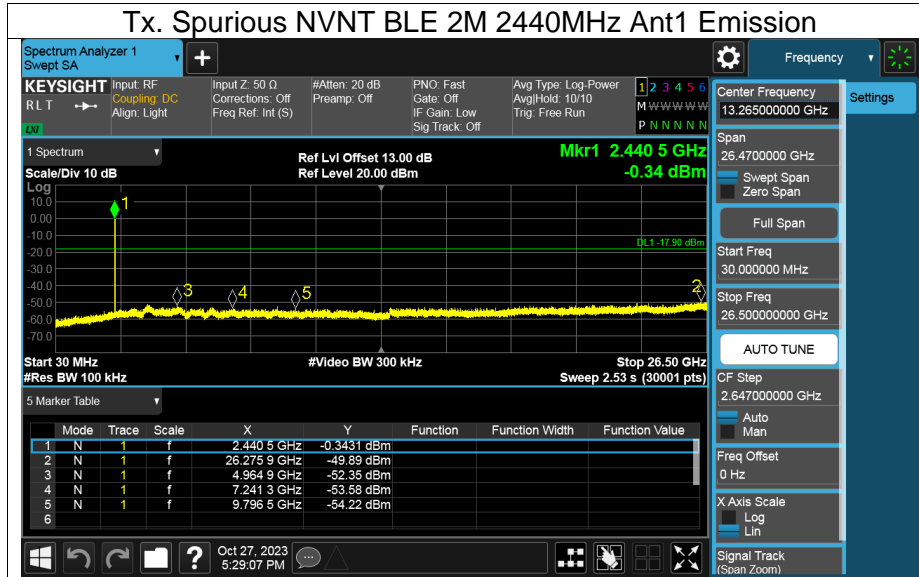 Tx. Spurious NVNT BLE 2M 2440MHz Ant1 Emission
Spectrum Analyzer 1
Swept SA
+
Frequency
KEYSIGHT
RLT
LXI
Input: RF
Coupling: DC
Align: Light
Input Z: 50 Ω
Corrections: Off
Freq Ref: Int (S)
#Atten: 20 dB
Preamp: Off
PNO: Fast
Gate: Off
IF Gain: Low
Sig Track: Off
Avg Type: Log-Power
Avg|Hold: 10/10
Trig: Free Run
1 2 3 4 5 6
M W W W W W
P N N N N N
Center Frequency
13.265000000 GHz
Settings
Span
26.4700000 GHz
Swept Span
Zero Span
Full Span
Start Freq
30.000000 MHz
Stop Freq
26.500000000 GHz
AUTO TUNE
CF Step
2.647000000 GHz
Auto
Man
Freq Offset
0 Hz
X Axis Scale
Log
Lin
Signal Track
(Span Zoom)
1 Spectrum
Scale/Div 10 dB
Ref Lvl Offset 13.00 dB
Ref Level 20.00 dBm
Mkr1 2.440 5 GHz
-0.34 dBm
Log
10.0
0.00
-10.0
-20.0
-30.0
-40.0
-50.0
-60.0
-70.0
1
DL1 -17.90 dBm
3
4
5
2
Start 30 MHz
#Res BW 100 kHz
#Video BW 300 kHz
Stop 26.50 GHz
Sweep 2.53 s (30001 pts)
5 Marker Table
Mode Trace Scale X Y Function Function Width Function Value
1 N 1 f 2.440 5 GHz -0.3431 dBm
2 N 1 f 26.275 9 GHz -49.89 dBm
3 N 1 f 4.964 9 GHz -52.35 dBm
4 N 1 f 7.241 3 GHz -53.58 dBm
5 N 1 f 9.796 5 GHz -54.22 dBm
6
?
Oct 27, 2023
5:29:07 PM